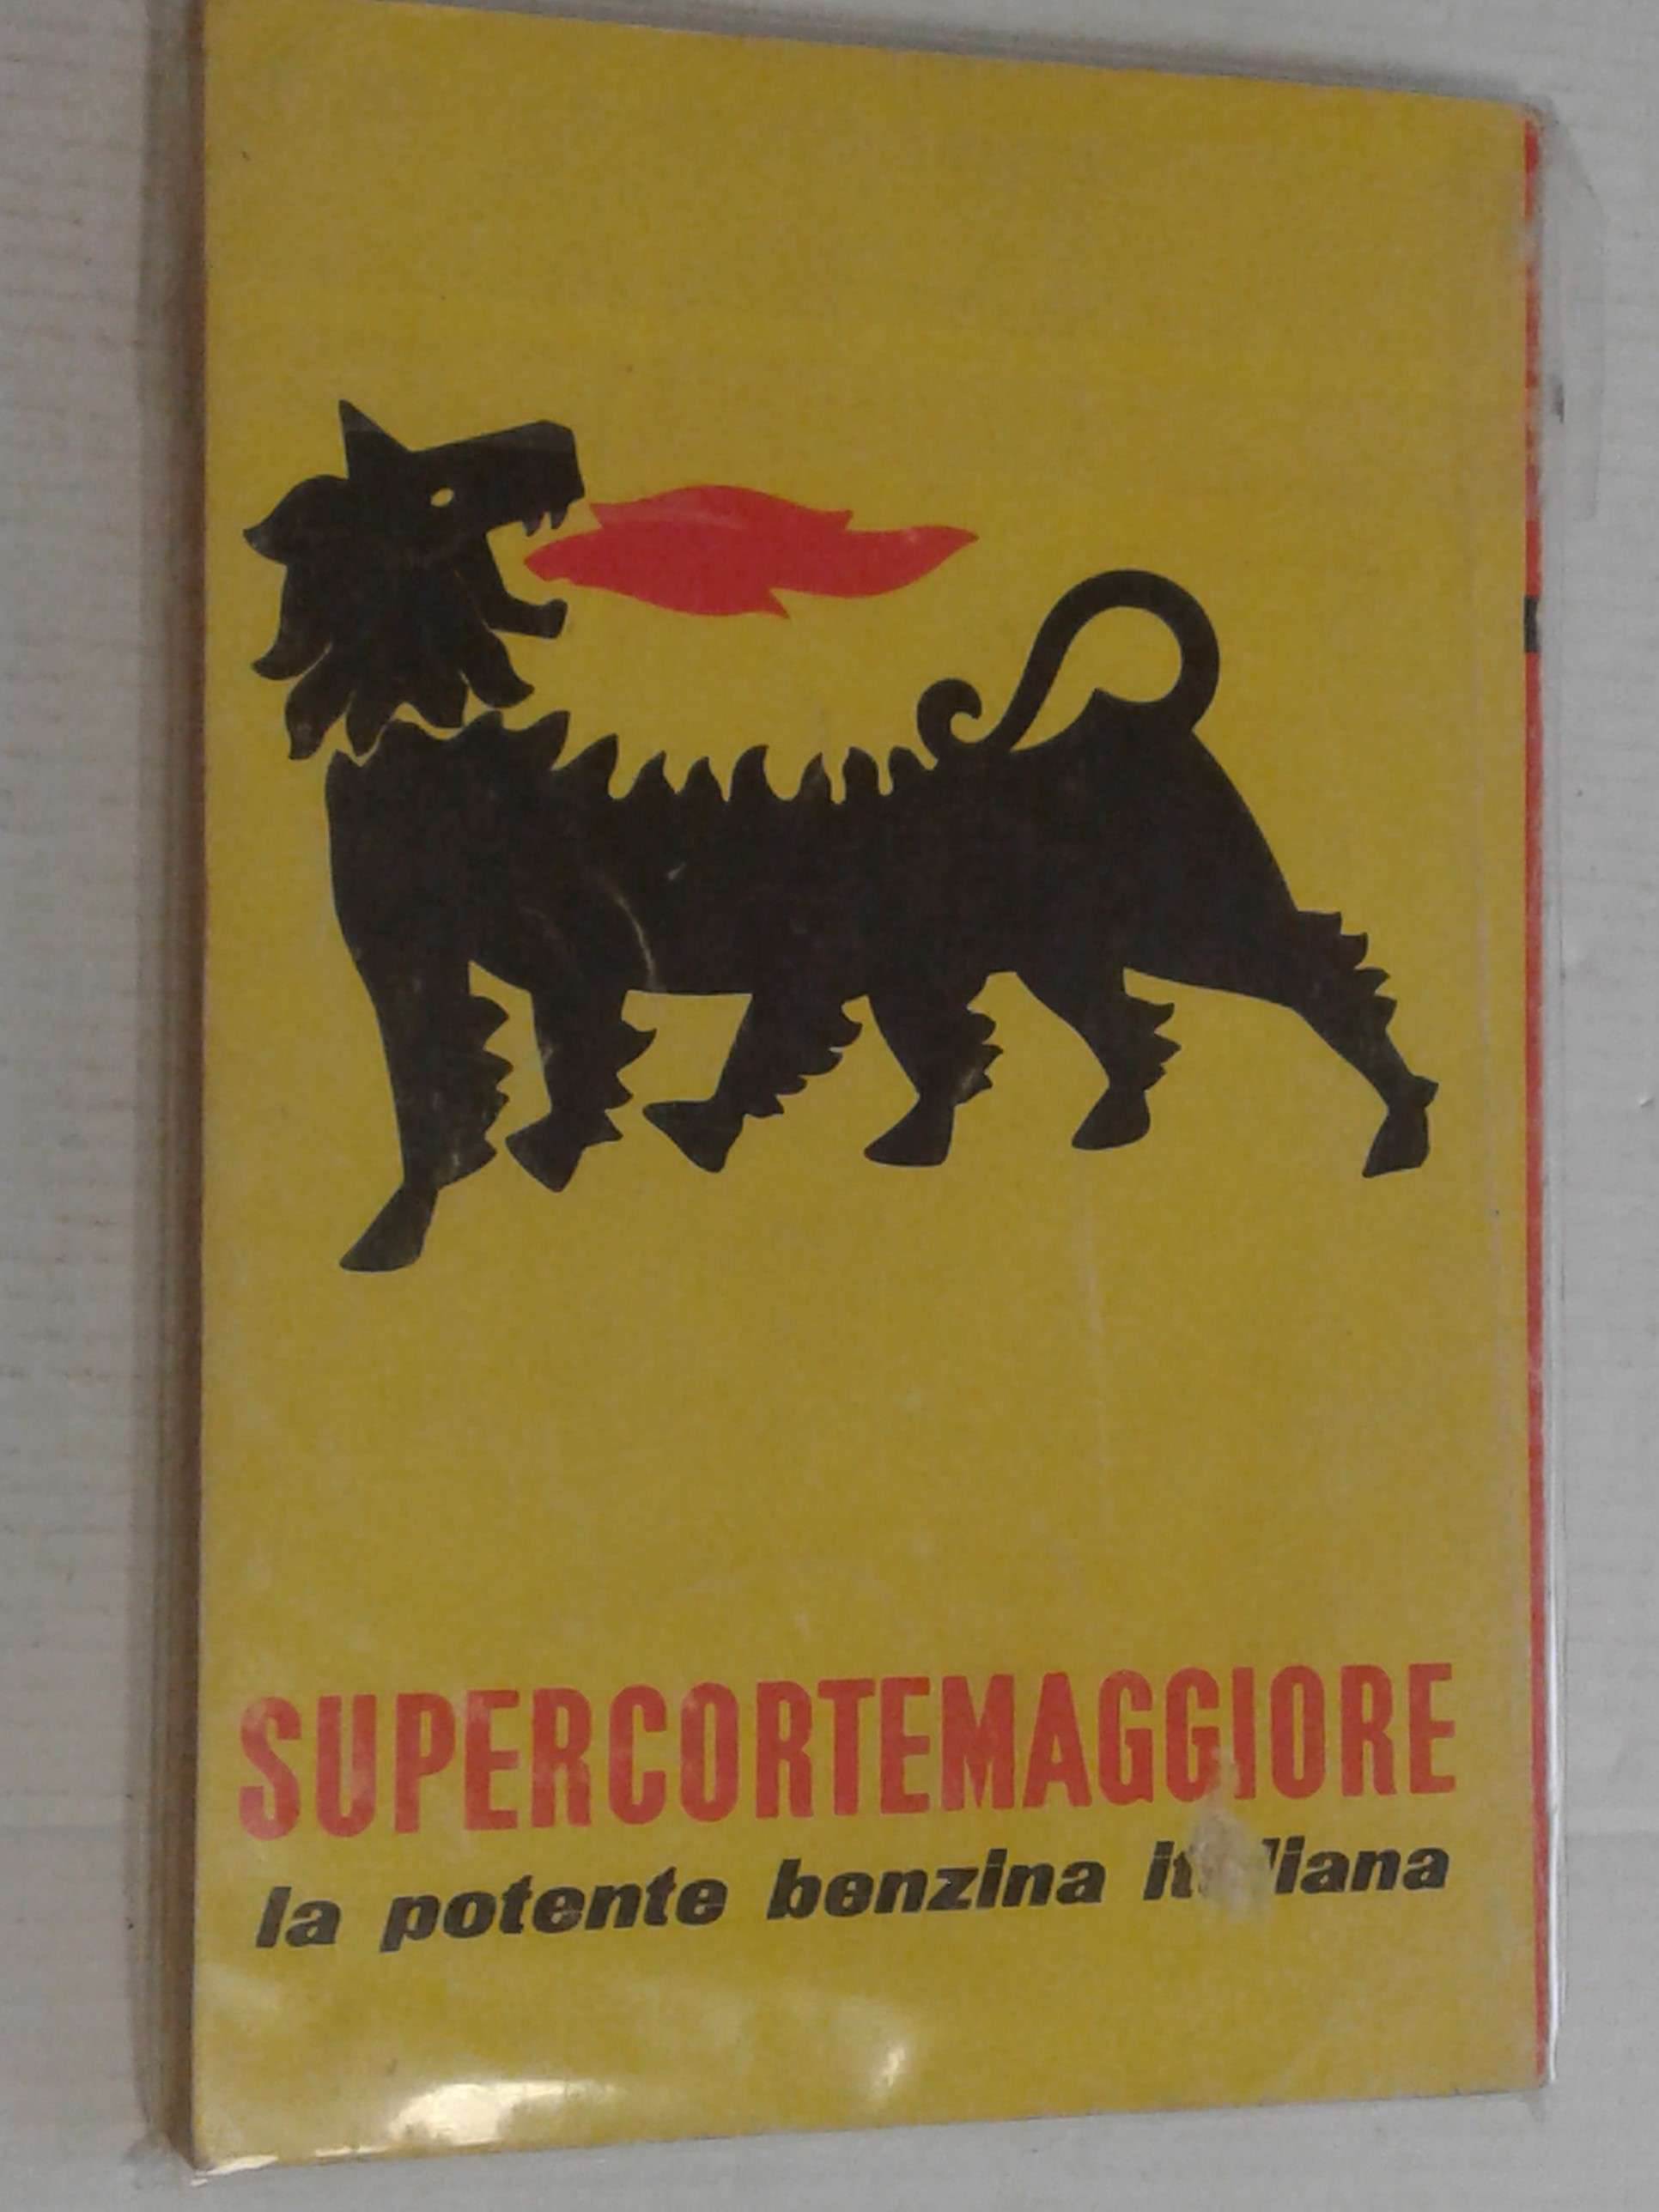 SUPERCORTEMAGGIORE
la potente benzina italiana